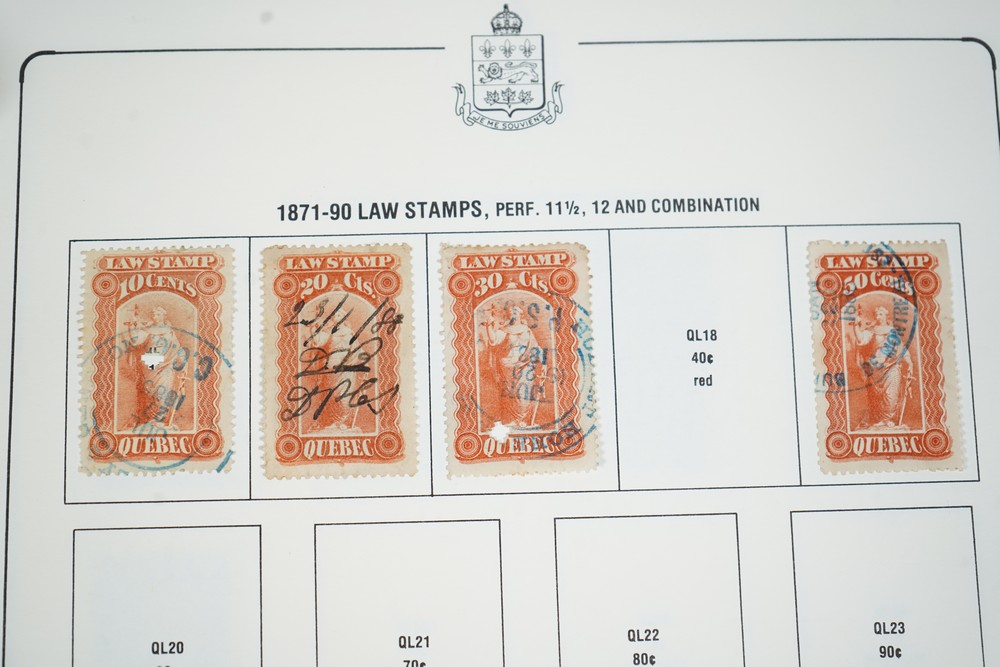 JE ME SOUVIENS
1871-90 LAW STAMPS, PERF. 11½, 12 AND COMBINATION
LAW STAMP
10 CENTS
QUEBEC
LAW STAMP
20 Cts.
QUEBEC
LAW STAMP
30 Cts.
QUEBEC
QL18
40¢
red
LAW STAMP
50 Cents
QUEBEC
QL20
QL21
70¢
QL22
80¢
QL23
90¢